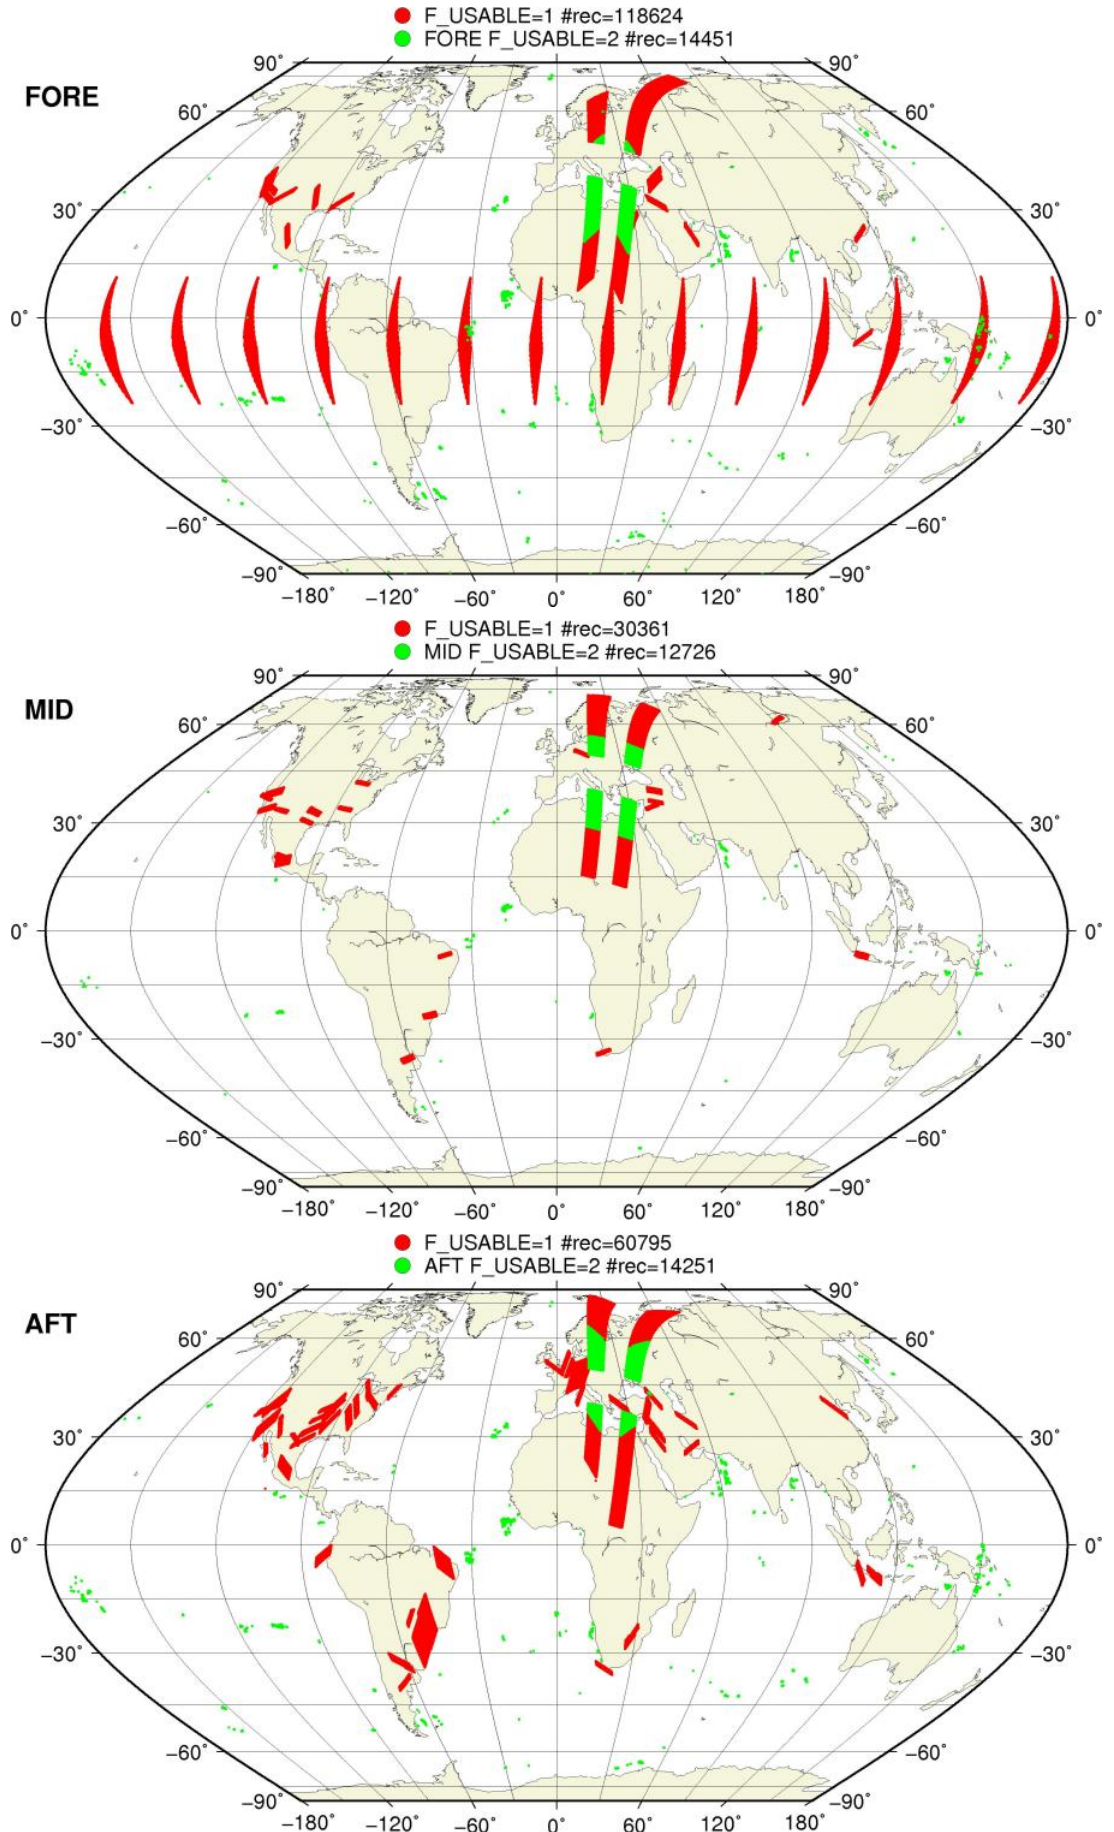 F_USABLE=1 #rec=118624
FORE F_USABLE=2 #rec=14451
FORE
90° 90°
60° 60°
30° 30°
0° 0°
−30° −30°
−60° −60°
−90° −90°
−180° −120° −60° 0° 60° 120° 180°
F_USABLE=1 #rec=30361
MID F_USABLE=2 #rec=12726
MID
90° 90°
60° 60°
30° 30°
0° 0°
−30° −30°
−60° −60°
−90° −90°
−180° −120° −60° 0° 60° 120° 180°
F_USABLE=1 #rec=60795
AFT F_USABLE=2 #rec=14251
AFT
90° 90°
60° 60°
30° 30°
0° 0°
−30° −30°
−60° −60°
−90° −90°
−180° −120° −60° 0° 60° 120° 180°